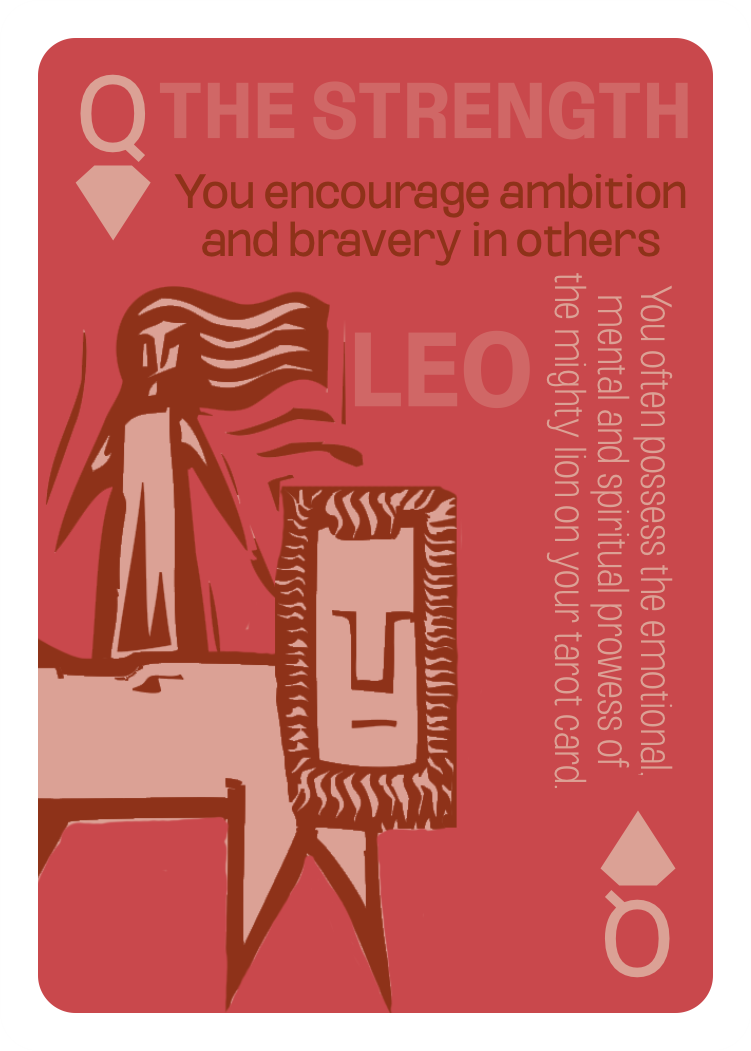 Q
THE STRENGTH
You encourage ambition
and bravery in others
LEO
You often possess the emotional,
mental and spiritual prowess of
the mighty lion on your tarot card.
Q